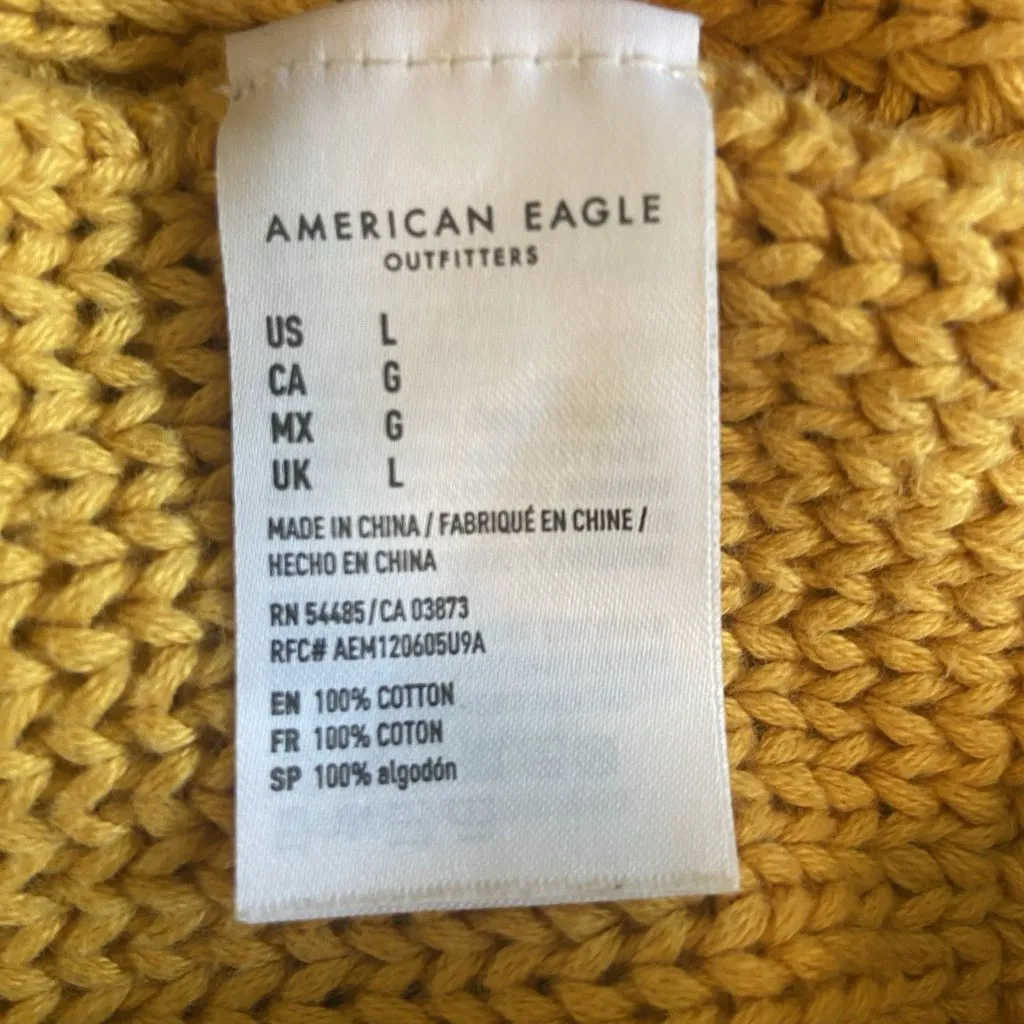 AMERICAN EAGLE
OUTFITTERS
US L
CA G
MX G
UK L
MADE IN CHINA / FABRIQUÉ EN CHINE /
HECHO EN CHINA
RN 54485/CA 03873
RFC# AEM120605U9A
EN 100% COTTON
FR 100% COTON
SP 100% algodón